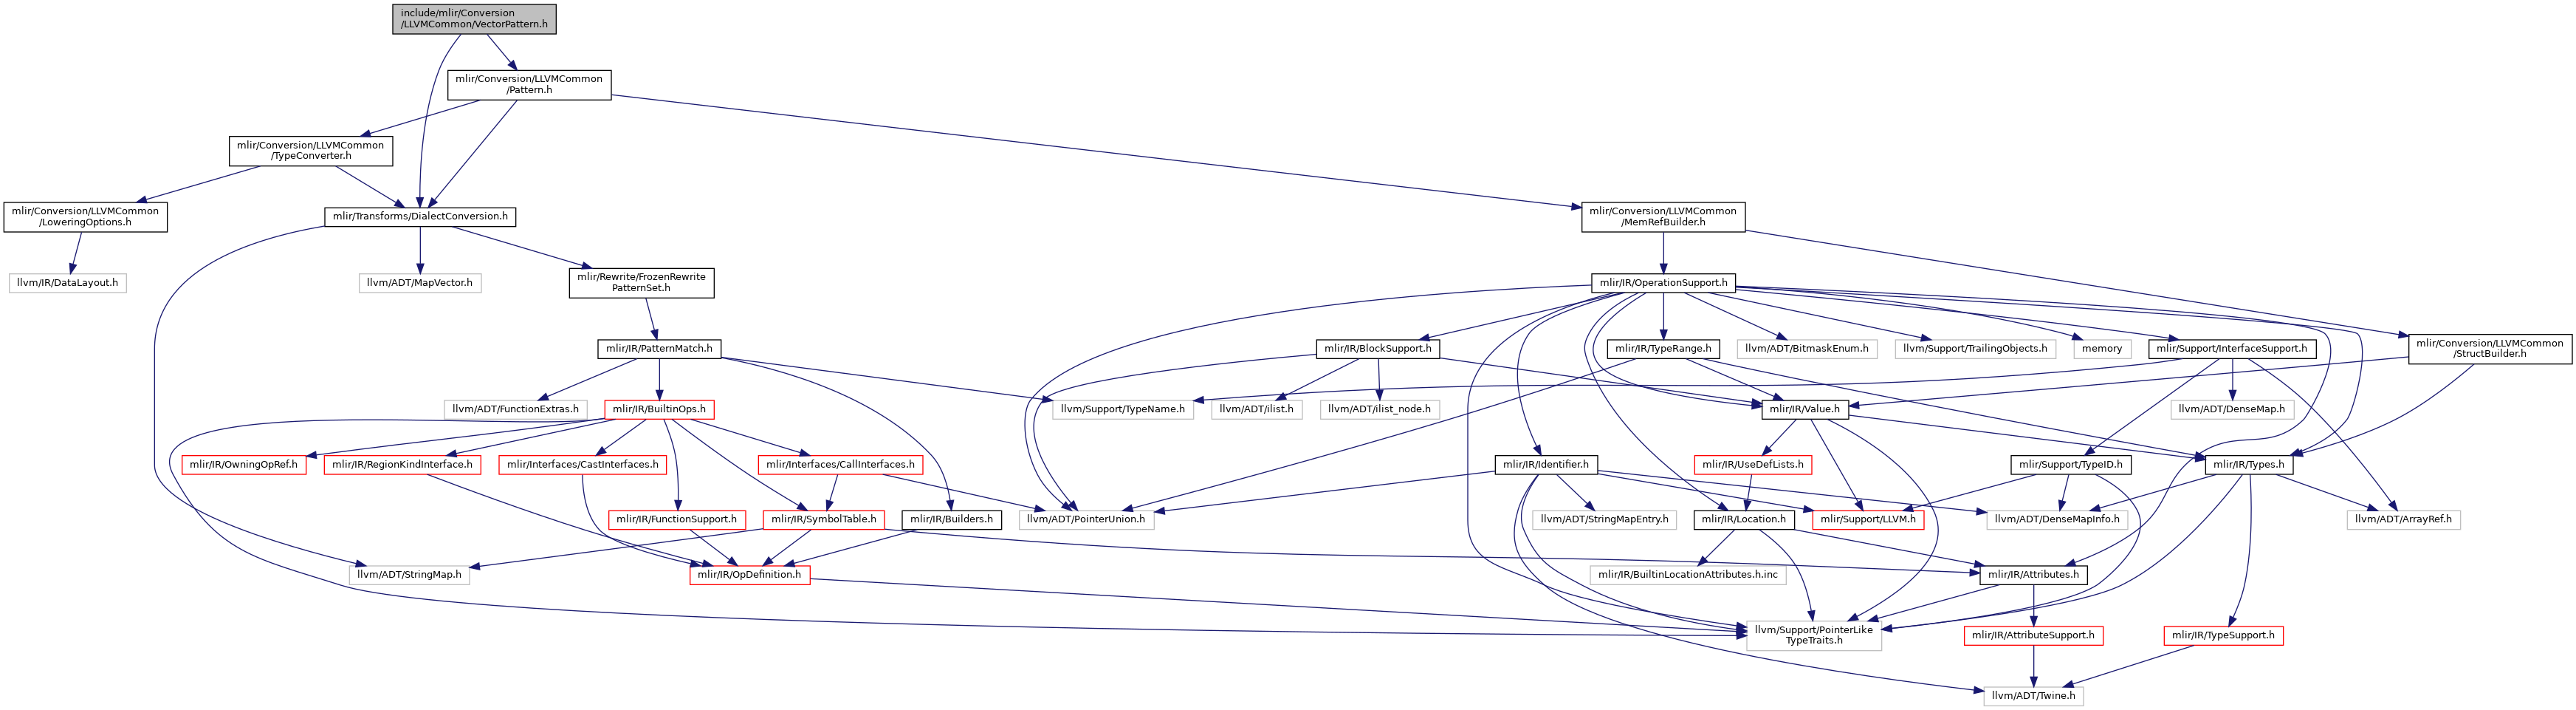 include/mlir/Conversion
/LLVMCommon/VectorPattern.h
mlir/Conversion/LLVMCommon
/Pattern.h
mlir/Conversion/LLVMCommon
/TypeConverter.h
mlir/Conversion/LLVMCommon
/LoweringOptions.h
mlir/Transforms/DialectConversion.h
mlir/Conversion/LLVMCommon
/MemRefBuilder.h
llvm/IR/DataLayout.h
llvm/ADT/MapVector.h
mlir/Rewrite/FrozenRewrite
PatternSet.h
mlir/IR/OperationSupport.h
mlir/IR/PatternMatch.h
mlir/IR/BlockSupport.h
mlir/IR/TypeRange.h
llvm/ADT/BitmaskEnum.h
llvm/Support/TrailingObjects.h
memory
mlir/Support/InterfaceSupport.h
mlir/Conversion/LLVMCommon
/StructBuilder.h
llvm/ADT/FunctionExtras.h
mlir/IR/BuiltinOps.h
llvm/Support/TypeName.h
llvm/ADT/ilist.h
llvm/ADT/ilist_node.h
mlir/IR/Value.h
llvm/ADT/DenseMap.h
mlir/IR/OwningOpRef.h
mlir/IR/RegionKindInterface.h
mlir/Interfaces/CastInterfaces.h
mlir/Interfaces/CallInterfaces.h
mlir/IR/Identifier.h
mlir/IR/UseDefLists.h
mlir/Support/TypeID.h
mlir/IR/Types.h
mlir/IR/FunctionSupport.h
mlir/IR/SymbolTable.h
mlir/IR/Builders.h
llvm/ADT/PointerUnion.h
llvm/ADT/StringMapEntry.h
mlir/IR/Location.h
mlir/Support/LLVM.h
llvm/ADT/DenseMapInfo.h
llvm/ADT/ArrayRef.h
llvm/ADT/StringMap.h
mlir/IR/OpDefinition.h
mlir/IR/BuiltinLocationAttributes.h.inc
mlir/IR/Attributes.h
llvm/Support/PointerLike
TypeTraits.h
mlir/IR/AttributeSupport.h
mlir/IR/TypeSupport.h
llvm/ADT/Twine.h